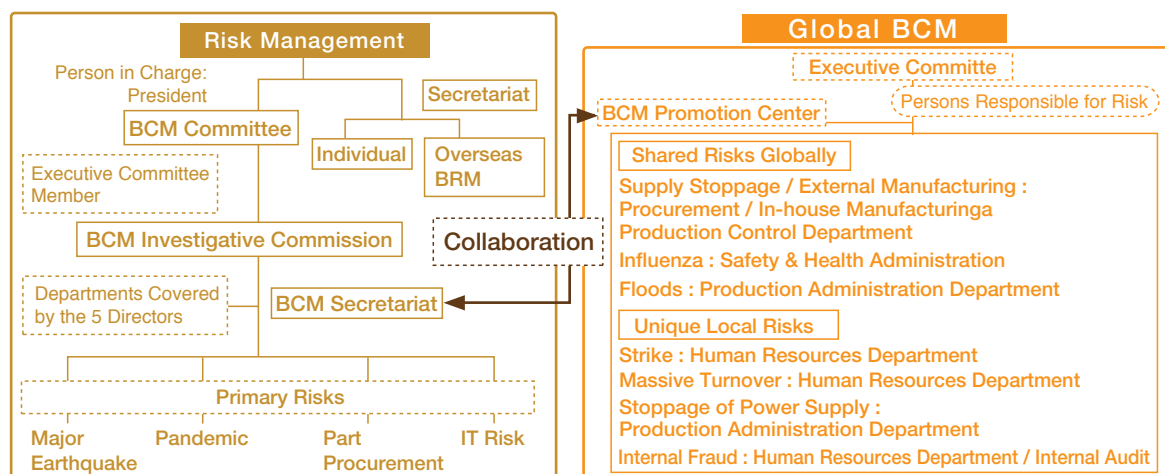 Risk Management
Person in Charge:
President
Secretariat
BCM Committee
Individual
Overseas
BRM
Executive Committee
Member
BCM Investigative Commission
Departments Covered
by the 5 Directors
BCM Secretariat
Primary Risks
Major
Earthquake
Pandemic
Part
Procurement
IT Risk
Collaboration
Global BCM
Executive Committe
Persons Responsible for Risk
BCM Promotion Center
Shared Risks Globally
Supply Stoppage / External Manufacturing :
Procurement / In-house Manufacturinga
Production Control Department
Influenza : Safety & Health Administration
Floods : Production Administration Department
Unique Local Risks
Strike : Human Resources Department
Massive Turnover : Human Resources Department
Stoppage of Power Supply :
Production Administration Department
Internal Fraud : Human Resources Department / Internal Audit